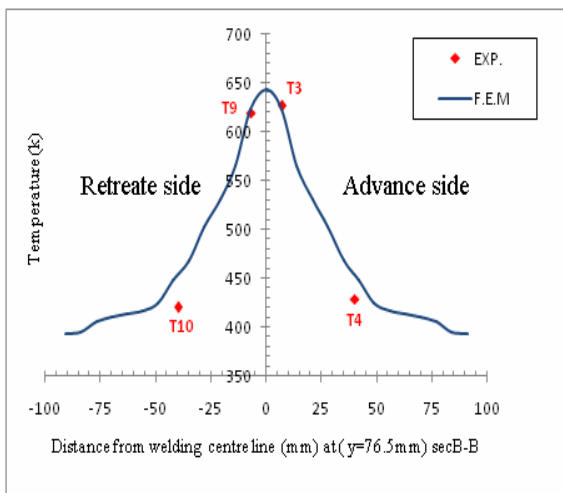 700
650
600
550
500
450
400
350
-100 -75 -50 -25 0 25 50 75 100
Temperature (k)
EXP.
F.E.M
T3
T9
Retreate side
Advance side
T10
T4
Distance from welding centre line (mm) at( y=76.5mm) secB-B